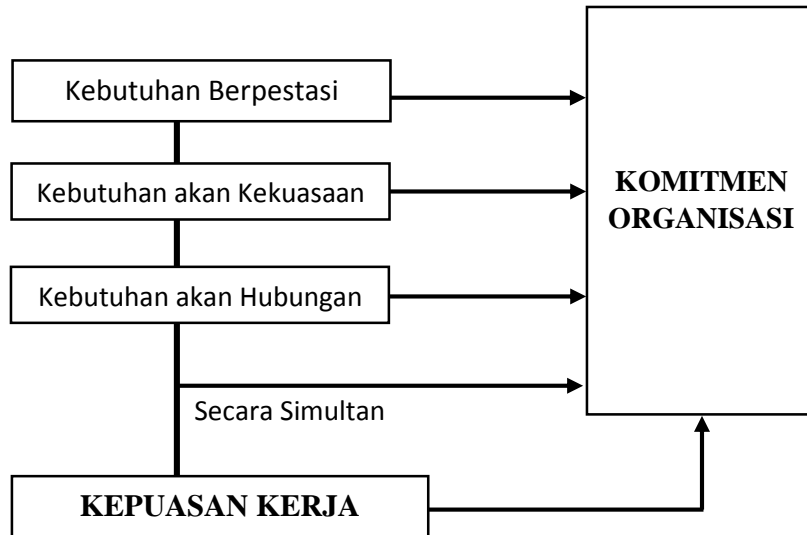 Kebutuhan Berpestasi
Kebutuhan akan Kekuasaan
Kebutuhan akan Hubungan
Secara Simultan
KEPUASAN KERJA
KOMITMEN
ORGANISASI